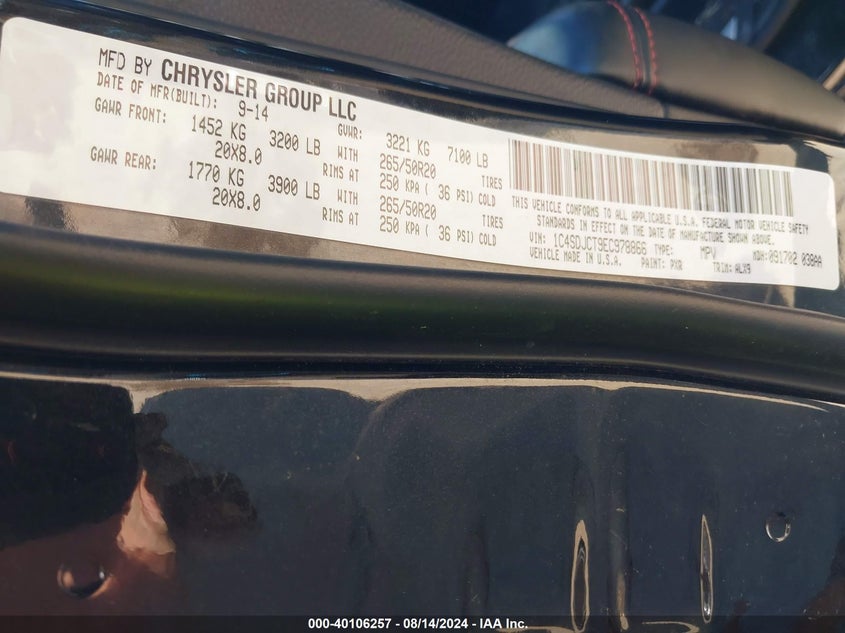 MFD BY CHRYSLER GROUP LLC
DATE OF MFR(BUILT): 9-14 GVWR: 3221 KG 7100 LB
GAWR FRONT: 1452 KG 3200 LB WITH 265/50R20 TIRES
20X8.0 RIMS AT 250 KPA ( 36 PSI) COLD
GAWR REAR: 1770 KG 3900 LB WITH 265/50R20 TIRES
20X8.0 RIMS AT 250 KPA ( 36 PSI) COLD
THIS VEHICLE CONFORMS TO ALL APPLICABLE U.S.A. FEDERAL MOTOR VEHICLE SAFETY
STANDARDS IN EFFECT ON THE DATE OF MANUFACTURE SHOWN ABOVE.
VIN: 1C4SDJCT9EC978866 TYPE: MPV MDH: 091702 038AA
VEHICLE MADE IN U.S.A. PAINT: PXR TRIM: ALX9
000-40106257 - 08/14/2024 - IAA Inc.